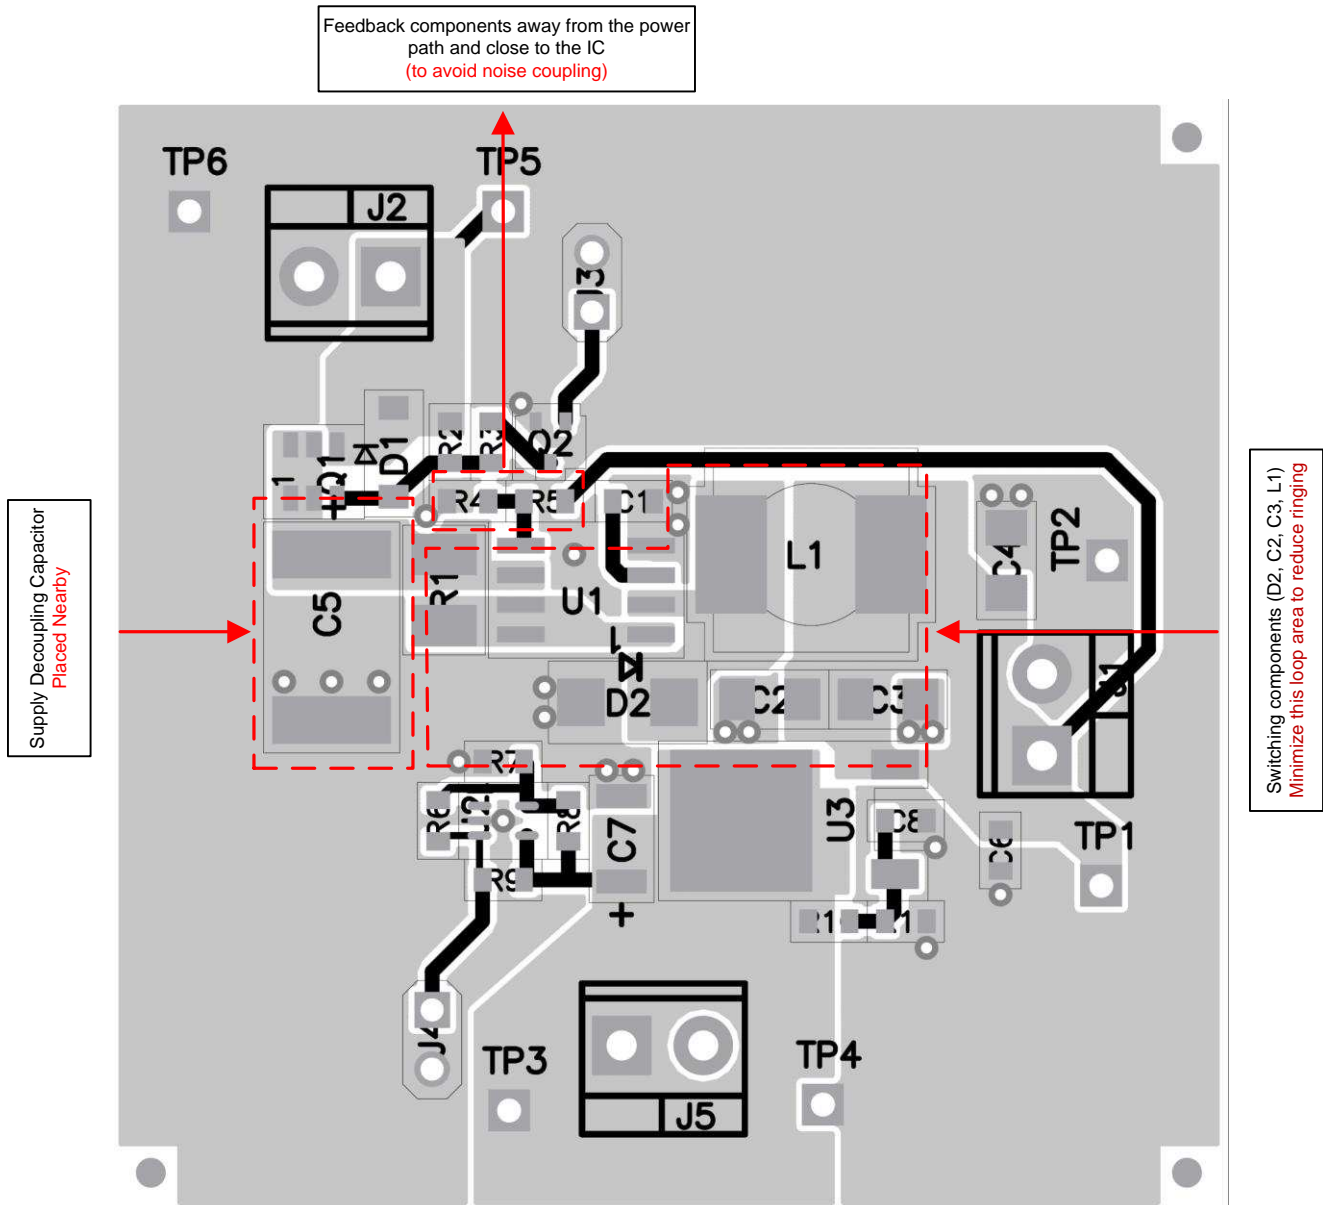 Feedback components away from the power
path and close to the IC
(to avoid noise coupling)
TP6
TP5
J2
J3
R2
R3
Q2
D1
Q1
+
R4
R5
C1
L1
C4
TP2
R1
U1
C5
Supply Decoupling Capacitor
Placed Nearby
Switching components (D2, C2, C3, L1)
Minimize this loop area to reduce ringing
D2
C2
C3
J1
R7
R6
R8
C7
U3
C8
C6
TP1
R9
+
J4
TP3
TP4
J5